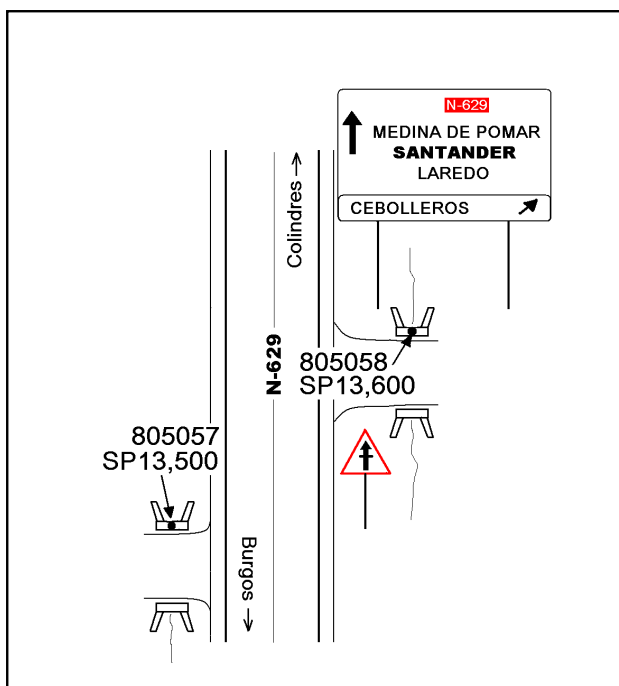 N-629
MEDINA DE POMAR
SANTANDER
LAREDO
CEBOLLEROS
Colindres
N-629
805058
SP13,600
805057
SP13,500
Burgos